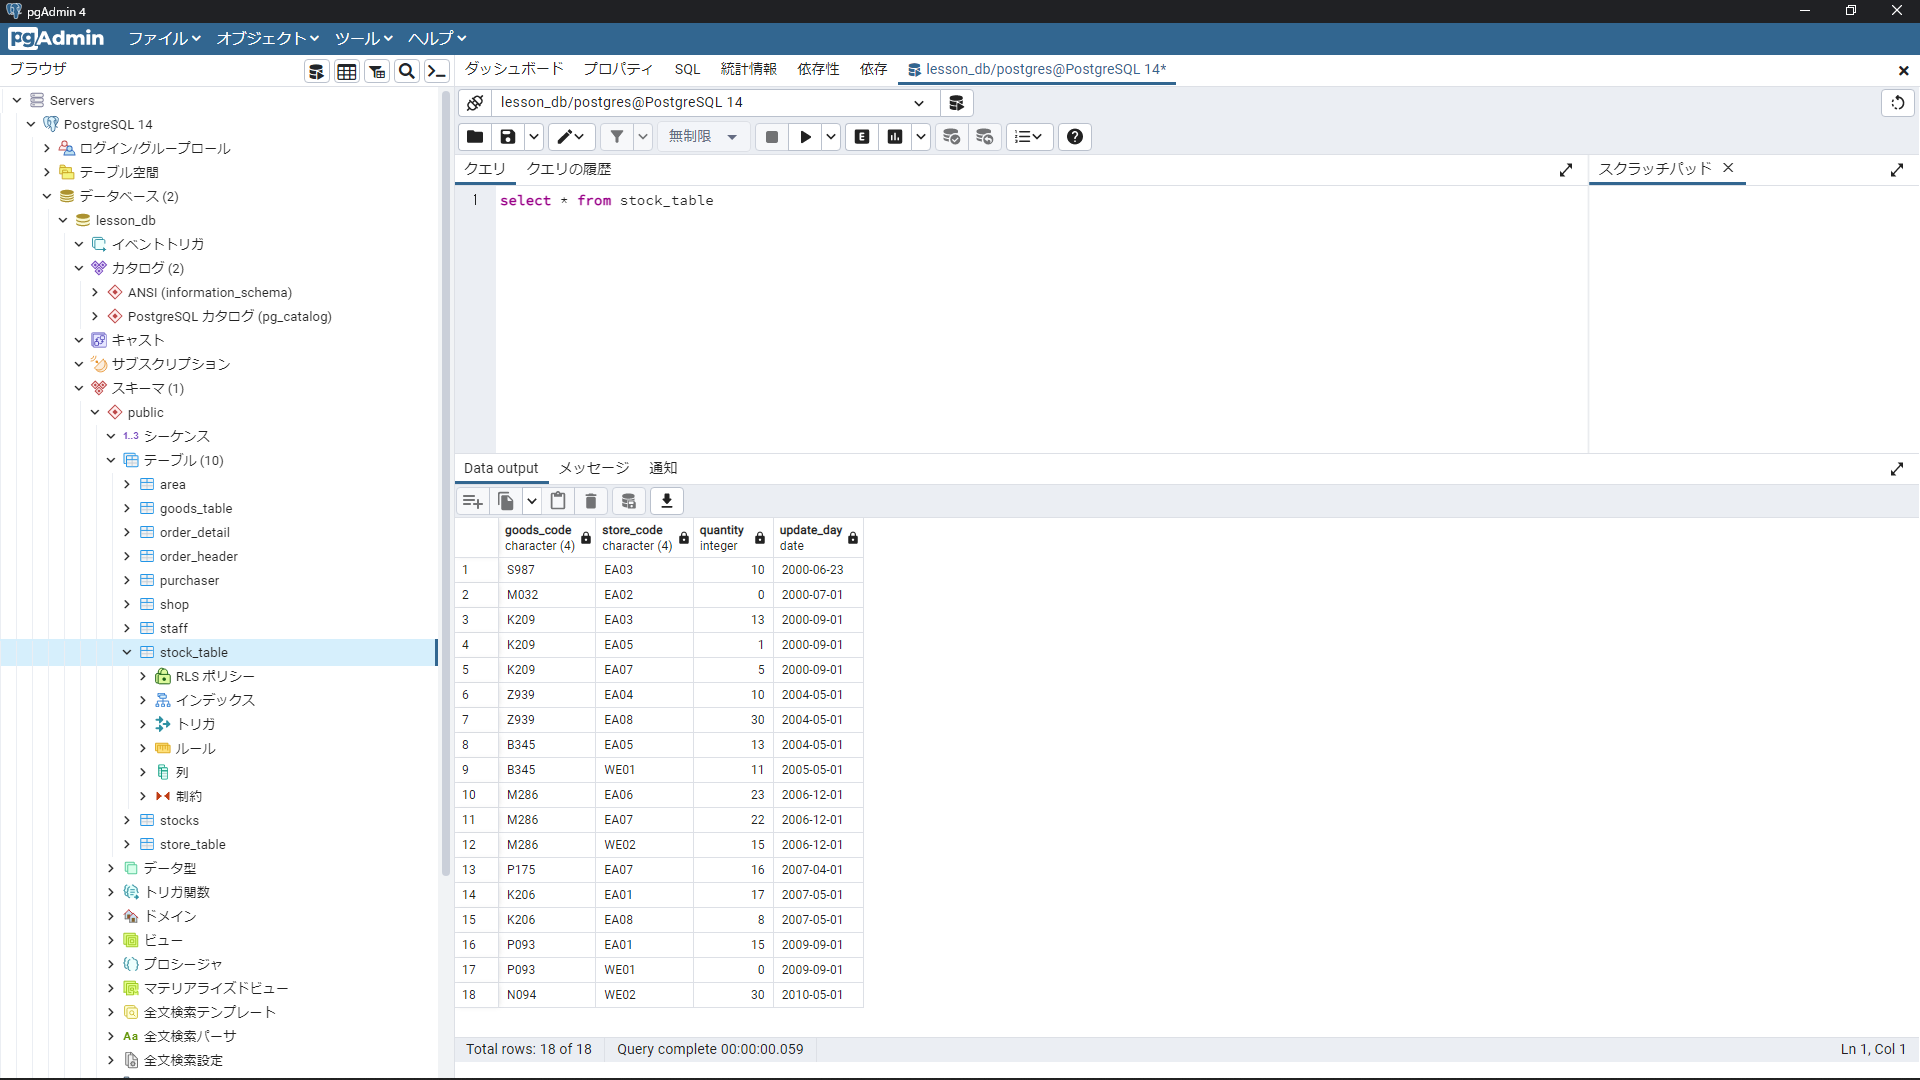 pgAdmin 4
pgAdmin ファイル オブジェクト ツール ヘルプ
ブラウザ
ダッシュボード プロパティ SQL 統計情報 依存性 依存 lesson_db/postgres@PostgreSQL 14*
Servers
PostgreSQL 14
ログイン/グループロール
テーブル空間
データベース (2)
lesson_db
イベントトリガ
カタログ (2)
ANSI (information_schema)
PostgreSQL カタログ (pg_catalog)
キャスト
サブスクリプション
スキーマ (1)
public
1..3 シーケンス
テーブル (10)
area
goods_table
order_detail
order_header
purchaser
shop
staff
stock_table
RLS ポリシー
インデックス
トリガ
ルール
列
制約
stocks
store_table
データ型
トリガ関数
ドメイン
ビュー
プロシージャ
マテリアライズドビュー
全文検索テンプレート
Aa 全文検索パーサ
全文検索設定
lesson_db/postgres@PostgreSQL 14
無制限 E
クエリ クエリの履歴
スクラッチパッド
1 select * from stock_table
Data output メッセージ 通知
goods_code store_code quantity update_day
character (4) character (4) integer date
1 S987 EA03 10 2000-06-23
2 M032 EA02 0 2000-07-01
3 K209 EA03 13 2000-09-01
4 K209 EA05 1 2000-09-01
5 K209 EA07 5 2000-09-01
6 Z939 EA04 10 2004-05-01
7 Z939 EA08 30 2004-05-01
8 B345 EA05 13 2004-05-01
9 B345 WE01 11 2005-05-01
10 M286 EA06 23 2006-12-01
11 M286 EA07 22 2006-12-01
12 M286 WE02 15 2006-12-01
13 P175 EA07 16 2007-04-01
14 K206 EA01 17 2007-05-01
15 K206 EA08 8 2007-05-01
16 P093 EA01 15 2009-09-01
17 P093 WE01 0 2009-09-01
18 N094 WE02 30 2010-05-01
Total rows: 18 of 18 Query complete 00:00:00.059 Ln 1, Col 1